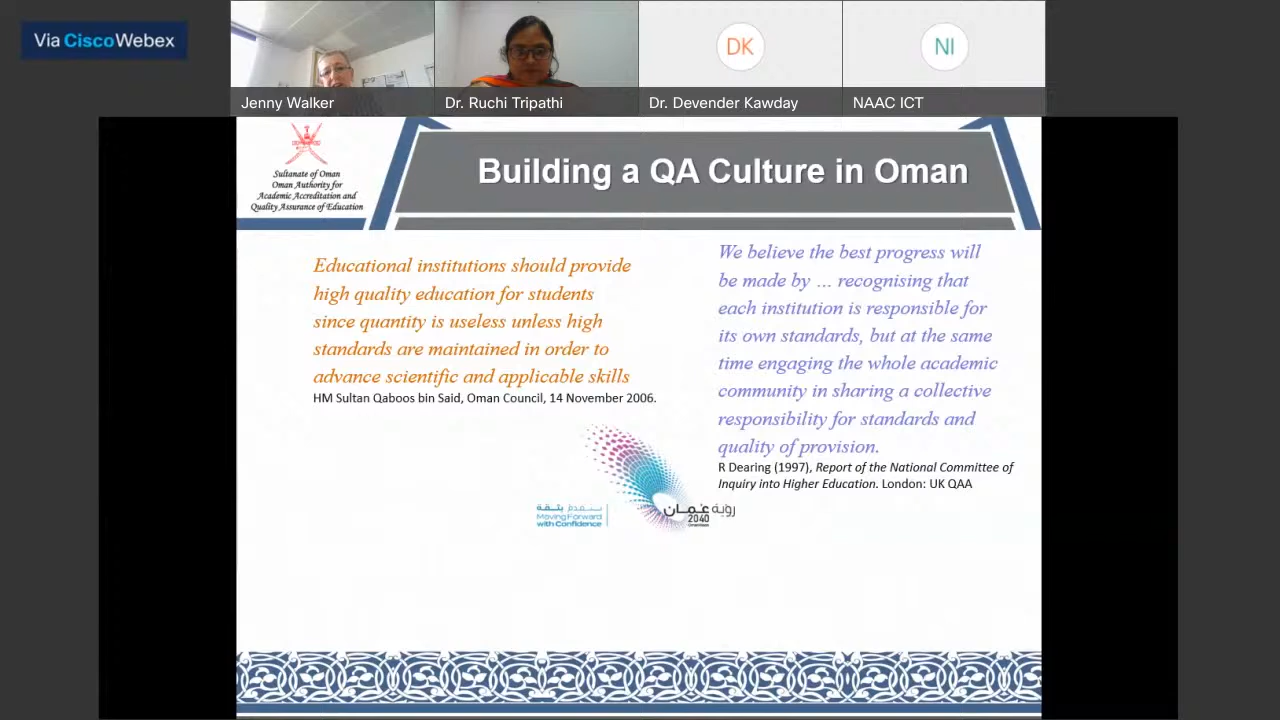 Via Cisco Webex
Jenny Walker
Dr. Ruchi Tripathi
DK
Dr. Devender Kawday
NI
NAAC ICT
Sultanate of Oman
Oman Authority for
Academic Accreditation and
Quality Assurance of Education
Building a QA Culture in Oman
Educational institutions should provide
high quality education for students
since quantity is useless unless high
standards are maintained in order to
advance scientific and applicable skills
HM Sultan Qaboos bin Said, Oman Council, 14 November 2006.
We believe the best progress will
be made by ... recognising that
each institution is responsible for
its own standards, but at the same
time engaging the whole academic
community in sharing a collective
responsibility for standards and
quality of provision.
R Dearing (1997), Report of the National Committee of
Inquiry into Higher Education. London: UK QAA
نتقدم بثقة
Moving Forward
with Confidence
رؤية عُمان
2040